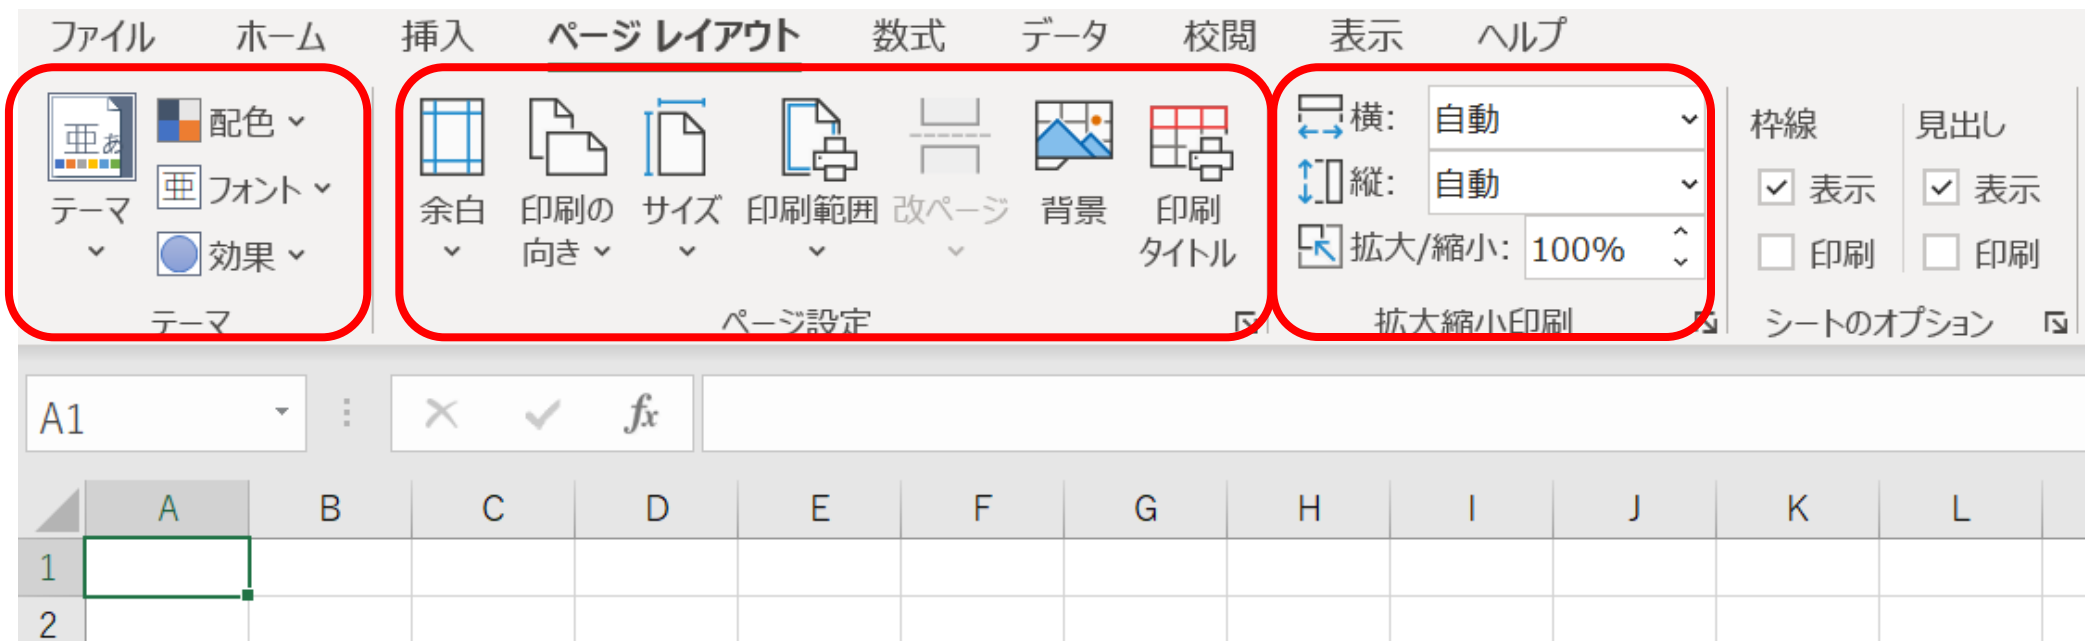 ファイル ホーム 挿入 ページ レイアウト 数式 データ 校閲 表示 ヘルプ
亜あ
テーマ
配色
亜 フォント
効果
テーマ
余白
印刷の
向き
サイズ
印刷範囲
改ページ
背景
印刷
タイトル
ページ設定
横: 自動
縦: 自動
拡大/縮小: 100%
拡大縮小印刷
枠線
表示
印刷
見出し
表示
印刷
シートのオプション
A1 fx
A B C D E F G H I J K L
1
2